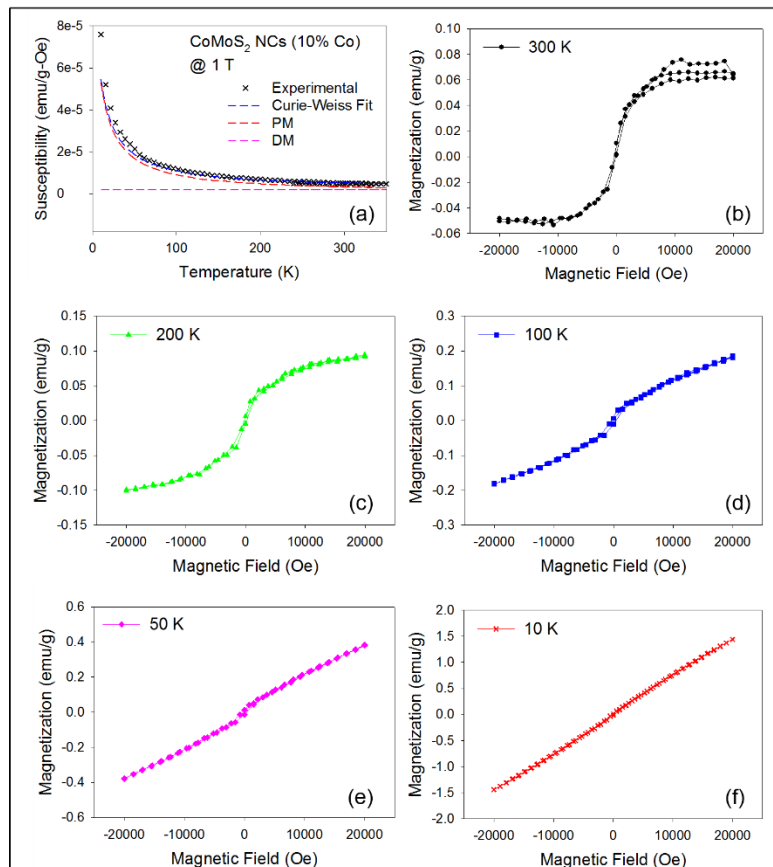 CoMoS₂ NCs (10% Co)
@ 1 T
Experimental
Curie-Weiss Fit
PM
DM
8e-5
6e-5
4e-5
2e-5
0
Susceptibility (emu/g-Oe)
0 100 200 300
Temperature (K)
(a)
300 K
0.10
0.08
0.06
0.04
0.02
0.00
-0.02
-0.04
-0.06
Magnetization (emu/g)
-20000 -10000 0 10000 20000
Magnetic Field (Oe)
(b)
200 K
0.15
0.10
0.05
0.00
-0.05
-0.10
-0.15
Magnetization (emu/g)
-20000 -10000 0 10000 20000
Magnetic Field (Oe)
(c)
100 K
0.3
0.2
0.1
0.0
-0.1
-0.2
-0.3
Magnetization (emu/g)
-20000 -10000 0 10000 20000
Magnetic Field (Oe)
(d)
50 K
0.6
0.4
0.2
0.0
-0.2
-0.4
-0.6
Magnetization (emu/g)
-20000 -10000 0 10000 20000
Magnetic Field (Oe)
(e)
10 K
2.0
1.5
1.0
0.5
0.0
-0.5
-1.0
-1.5
-2.0
Magnetization (emu/g)
-20000 -10000 0 10000 20000
Magnetic Field (Oe)
(f)